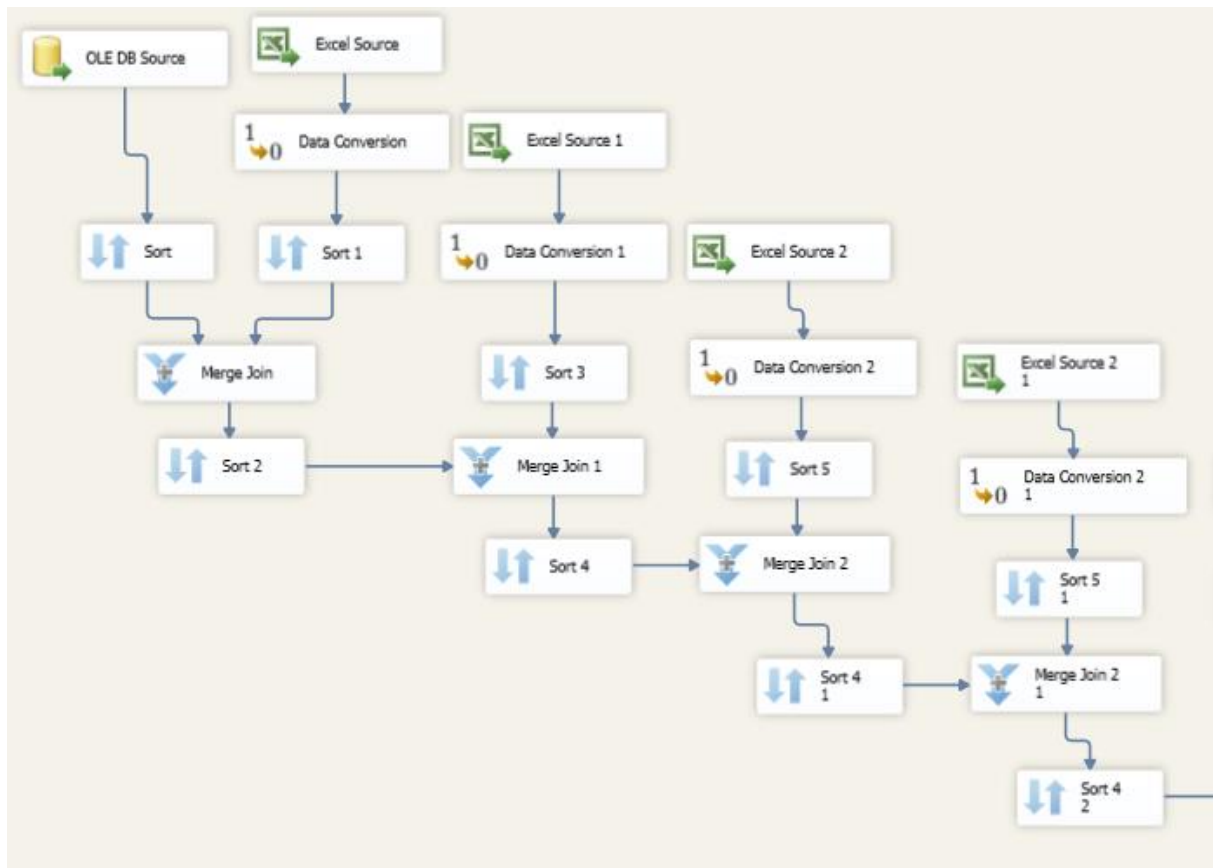 OLE DB Source
Excel Source
1
0
Data Conversion
Excel Source 1
Sort
Sort 1
1
0
Data Conversion 1
Excel Source 2
Merge Join
Sort 3
1
0
Data Conversion 2
Excel Source 2
1
Sort 2
Merge Join 1
Sort 5
1
0
Data Conversion 2
1
Sort 4
Merge Join 2
Sort 5
1
Sort 4
1
Merge Join 2
1
Sort 4
2